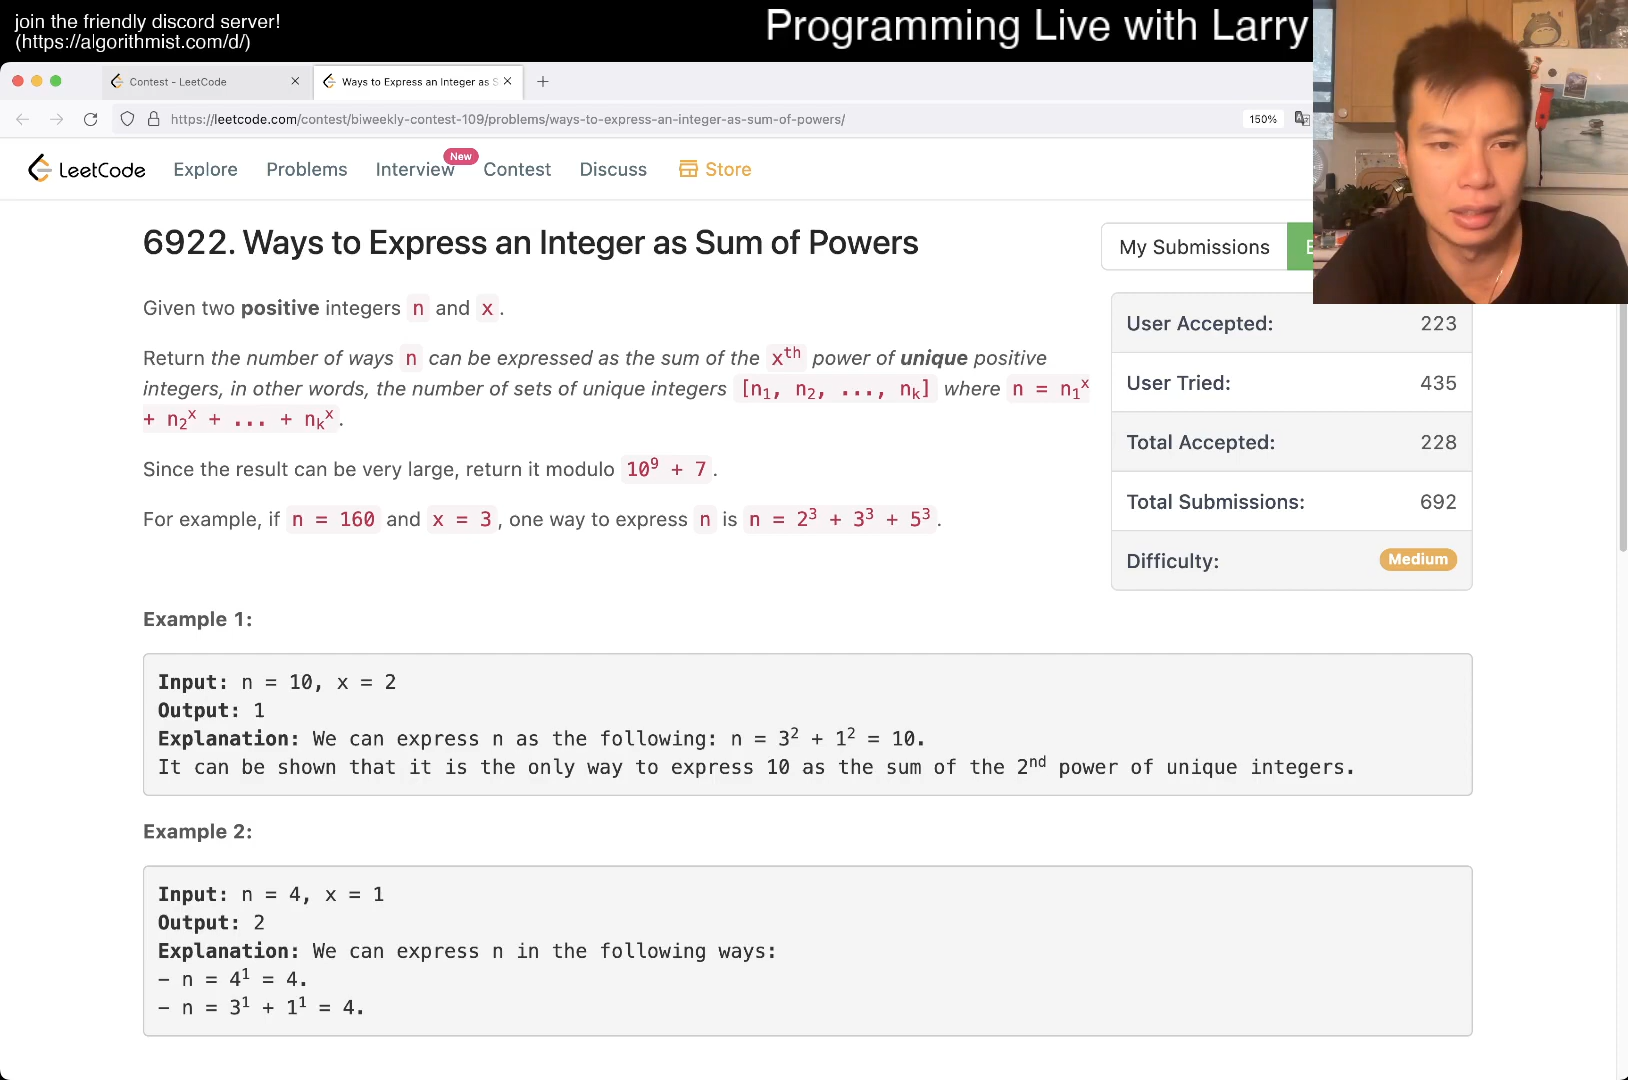 join the friendly discord server!
(https://algorithmist.com/d/)
Programming Live with Larry
Contest - LeetCode
Ways to Express an Integer as S
https://leetcode.com/contest/biweekly-contest-109/problems/ways-to-express-an-integer-as-sum-of-powers/
150%
LeetCode
Explore
Problems
Interview
New
Contest
Discuss
Store
6922. Ways to Express an Integer as Sum of Powers
My Submissions
Given two positive integers n and x.
Return the number of ways n can be expressed as the sum of the xᵗʰ power of unique positive
integers, in other words, the number of sets of unique integers [n₁, n₂, ..., nₖ] where n = n₁ˣ
+ n₂ˣ + ... + nₖˣ.
Since the result can be very large, return it modulo 10⁹ + 7.
For example, if n = 160 and x = 3, one way to express n is n = 2³ + 3³ + 5³.
User Accepted: 223
User Tried: 435
Total Accepted: 228
Total Submissions: 692
Difficulty: Medium
Example 1:
Input: n = 10, x = 2
Output: 1
Explanation: We can express n as the following: n = 3² + 1² = 10.
It can be shown that it is the only way to express 10 as the sum of the 2ⁿᵈ power of unique integers.
Example 2:
Input: n = 4, x = 1
Output: 2
Explanation: We can express n in the following ways:
- n = 4¹ = 4.
- n = 3¹ + 1¹ = 4.